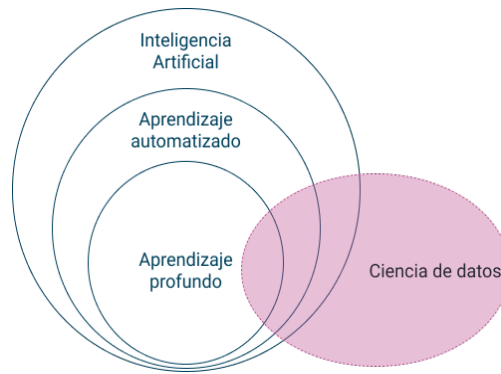 Inteligencia
Artificial
Aprendizaje
automatizado
Aprendizaje
profundo
Ciencia de datos